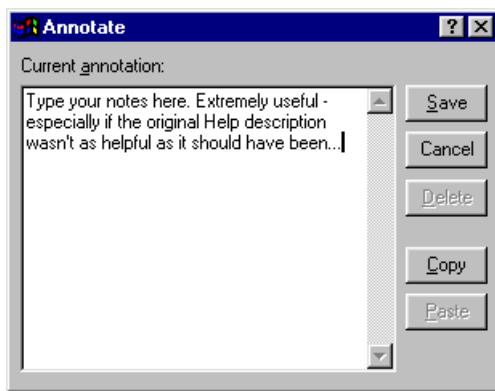 Annotate
Current annotation:
Type your notes here. Extremely useful -
especially if the original Help description
wasn't as helpful as it should have been...
Save
Cancel
Delete
Copy
Paste